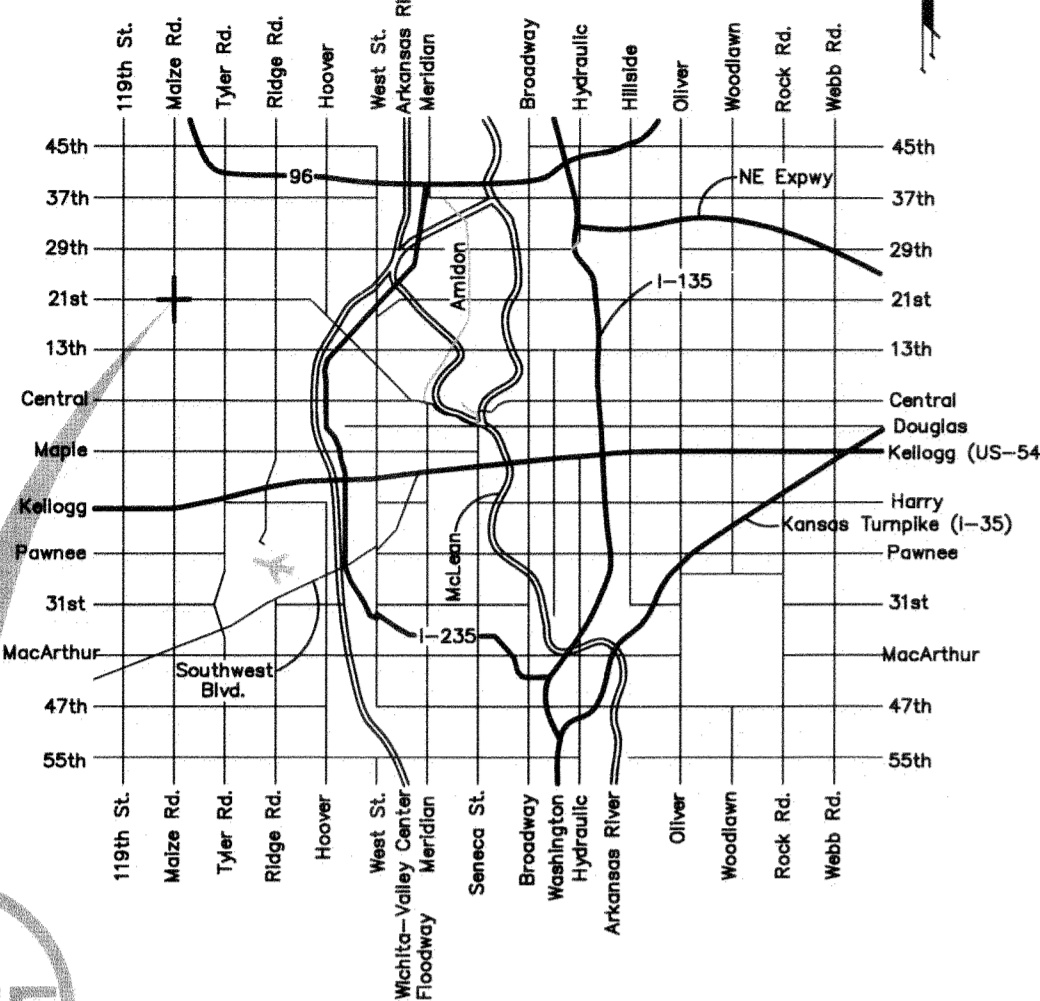 119th St.
Maize Rd.
Tyler Rd.
Ridge Rd.
Hoover
West St.
Arkansas Ri
Meridian
Broadway
Hydraulic
Hillside
Oliver
Woodlawn
Rock Rd.
Webb Rd.
45th
45th
96
NE Expwy
37th
37th
29th
29th
Amidon
I-135
21st
21st
13th
13th
Central
Central
Douglas
Maple
Kellogg (US-54
Kellogg
Harry
Kansas Turnpike (I-35)
Pawnee
Pawnee
McLean
31st
31st
I-235
MacArthur
MacArthur
Southwest
Blvd.
47th
47th
55th
55th
119th St.
Maize Rd.
Tyler Rd.
Ridge Rd.
Hoover
West St.
Wichita-Valley Center
Floodway
Meridian
Seneca St.
Broadway
Washington
Hydraulic
Arkansas River
Oliver
Woodlawn
Rock Rd.
Webb Rd.